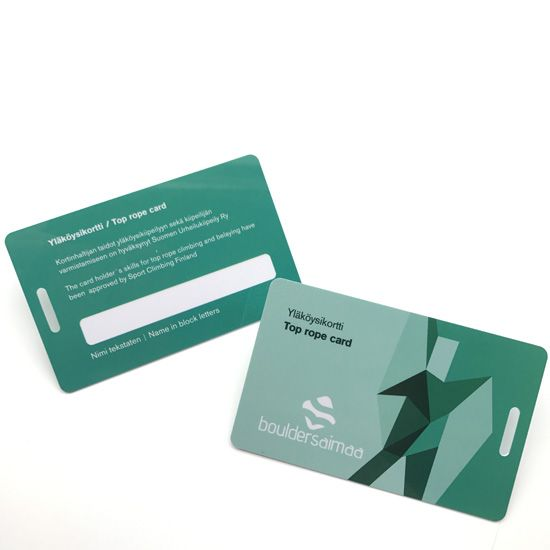 Yläköysikortti / Top rope card
Kortinhaltijan taidot yläköysikiipeilyyn sekä kiipeilijän
varmistamiseen on hyväksynyt Suomen Urheilukiipeily Ry
The card holder´s skills for top rope climbing and belaying have
been approved by Sport Climbing Finland
Nimi tekstaten | Name in block letters
Yläköysikortti
Top rope card
bouldersaimaa